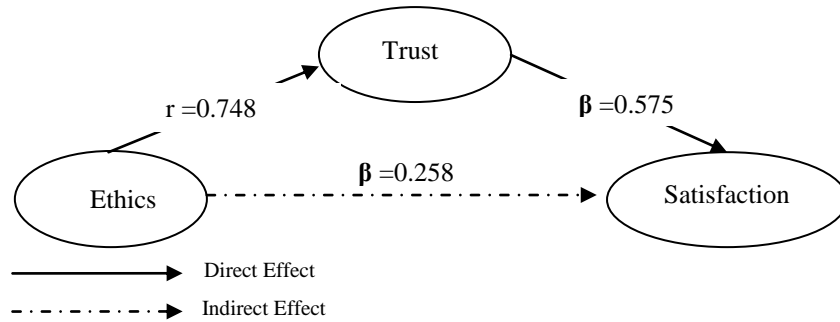 Trust
r =0.748
β =0.575
β =0.258
Ethics
Satisfaction
Direct Effect
Indirect Effect